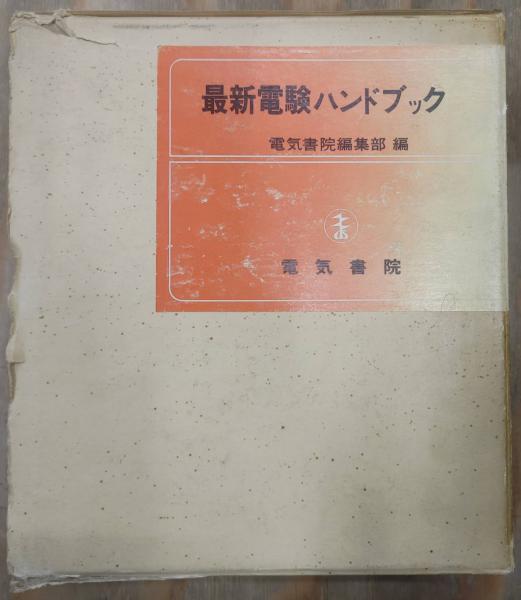 最新電験ハンドブック
電気書院編集部 編
電気書院